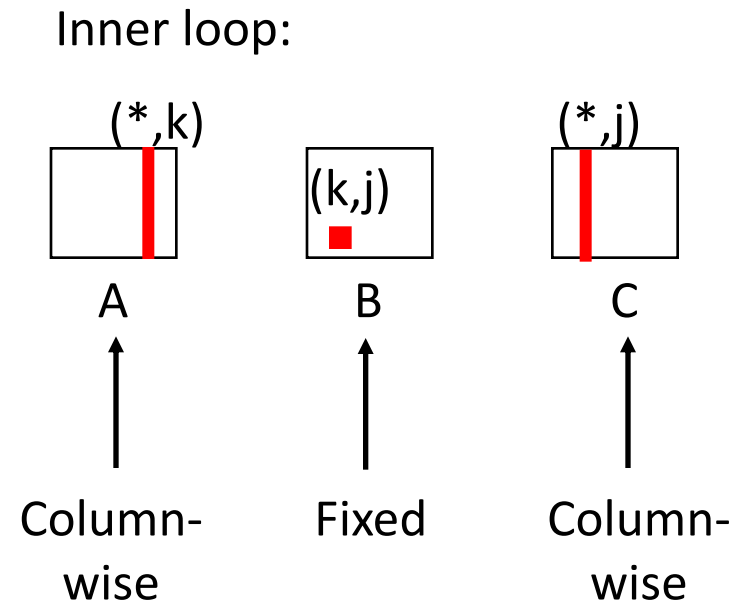 Inner loop:
(*,k)
(k,j)
(*,j)
A
B
C
Column-
wise
Fixed
Column-
wise